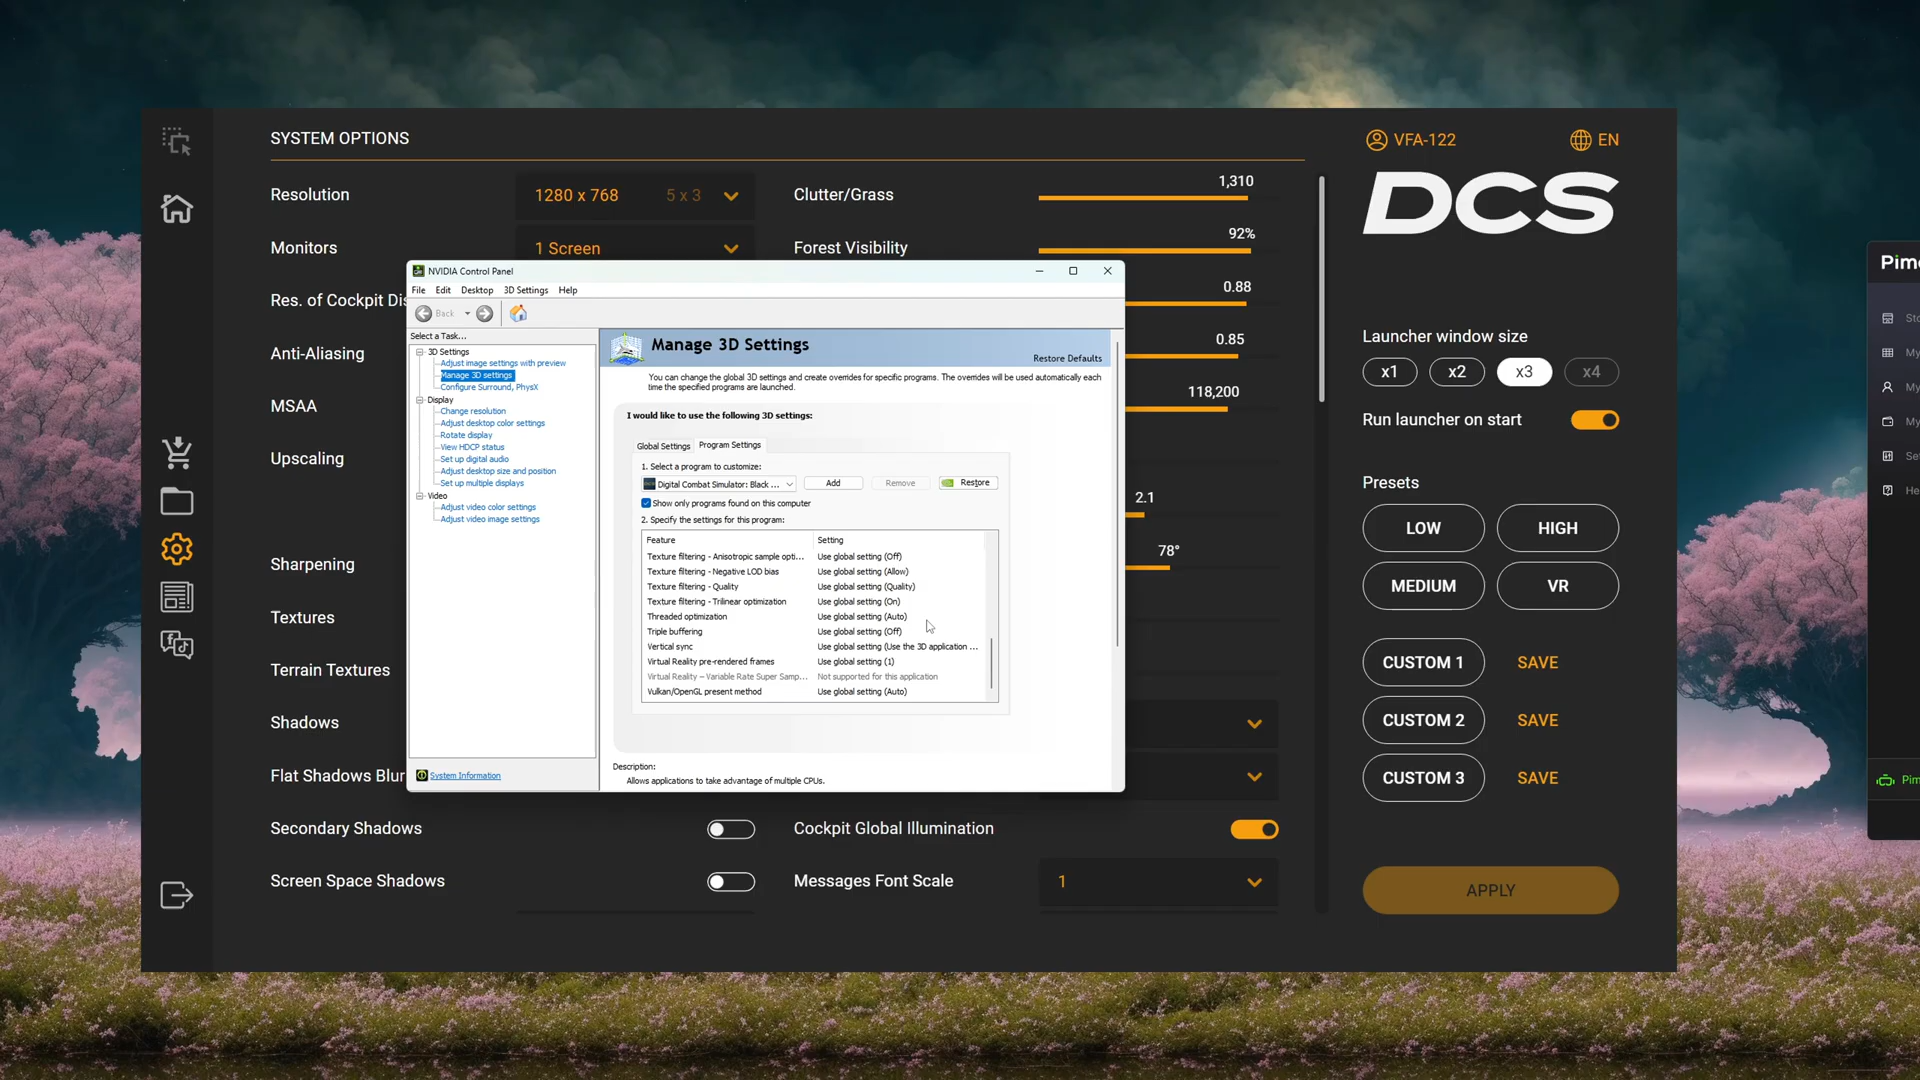 SYSTEM OPTIONS
VFA-122
EN
DCS
Resolution
1280 x 768
5 x 3
Clutter/Grass
1,310
Monitors
1 Screen
Forest Visibility
92%
Res. of Cockpit Dis
0.88
Anti-Aliasing
0.85
MSAA
118,200
Upscaling
2.1
Sharpening
78°
Textures
Terrain Textures
Shadows
Flat Shadows Blur
Secondary Shadows
Cockpit Global Illumination
Screen Space Shadows
Messages Font Scale
1
NVIDIA Control Panel
File Edit Desktop 3D Settings Help
Back
Select a Task...
3D Settings
Adjust image settings with preview
Manage 3D settings
Configure Surround, PhysX
Display
Change resolution
Adjust desktop color settings
Rotate display
View HDCP status
Set up digital audio
Adjust desktop size and position
Set up multiple displays
Video
Adjust video color settings
Adjust video image settings
System Information
Manage 3D Settings
Restore Defaults
You can change the global 3D settings and create overrides for specific programs. The overrides will be used automatically each
time the specified programs are launched.
I would like to use the following 3D settings:
Global Settings
Program Settings
1. Select a program to customize:
Digital Combat Simulator: Black ...
Add
Remove
Restore
Show only programs found on this computer
2. Specify the settings for this program:
Feature
Setting
Texture filtering - Anisotropic sample opti...
Use global setting (Off)
Texture filtering - Negative LOD bias
Use global setting (Allow)
Texture filtering - Quality
Use global setting (Quality)
Texture filtering - Trilinear optimization
Use global setting (On)
Threaded optimization
Use global setting (Auto)
Triple buffering
Use global setting (Off)
Vertical sync
Use global setting (Use the 3D application ...
Virtual Reality pre-rendered frames
Use global setting (1)
Virtual Reality – Variable Rate Super Samp...
Not supported for this application
Vulkan/OpenGL present method
Use global setting (Auto)
Description:
Allows applications to take advantage of multiple CPUs.
Launcher window size
x1
x2
x3
x4
Run launcher on start
Presets
LOW
HIGH
MEDIUM
VR
CUSTOM 1
SAVE
CUSTOM 2
SAVE
CUSTOM 3
SAVE
APPLY
Pim
Sto
My
My
My
Se
He
Pim